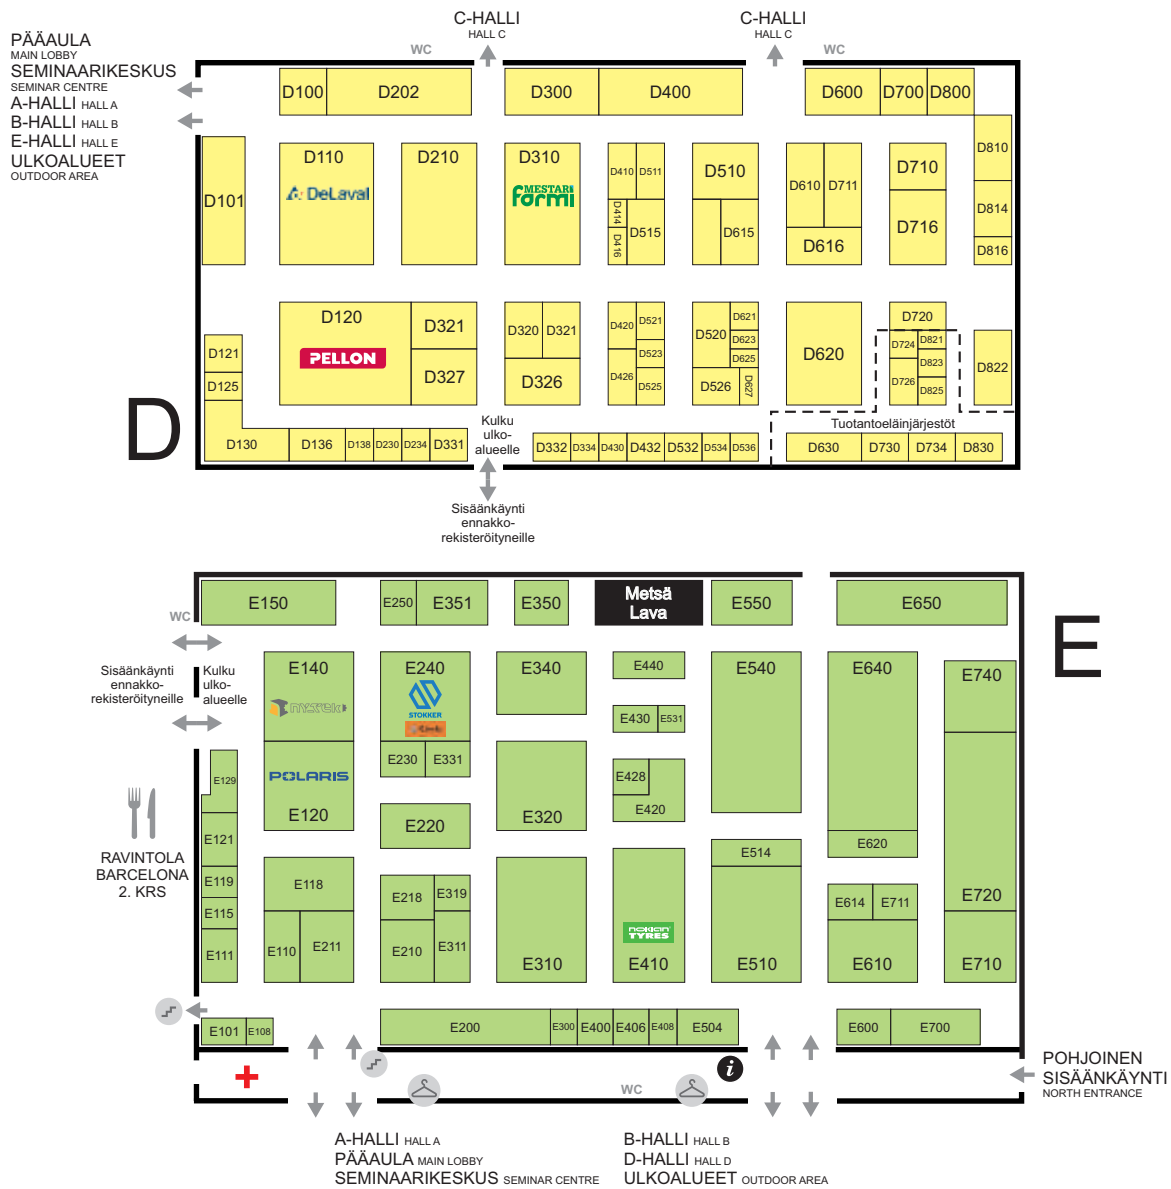 C-HALLI
HALL C
C-HALLI
HALL C
WC
WC
PÄÄAULA
MAIN LOBBY
SEMINAARIKESKUS
SEMINAR CENTRE
A-HALLI HALL A
B-HALLI HALL B
E-HALLI HALL E
ULKOALUEET
OUTDOOR AREA
D100 D202 D300 D400 D600 D700 D800
D810
D101 D110 D210 D310 D410 D511 D510 D610 D711 D710
DeLaval
MESTARI
farmi
D414 D416 D515 D615 D616 D716 D814
D816
D120 D321 D320 D321 D420 D521 D520 D621 D620 D720
PELLON
D121 D327 D326 D523 D623 D724 D821
D125 D426 D525 D625 D726 D823 D822
D526 D627 D825
D
Tuotantoeläinjärjestöt
Kulku
ulko-
alueelle
D130 D136 D138 D230 D234 D331 D332 D334 D430 D432 D532 D534 D536 D630 D730 D734 D830
Sisäänkäynti
ennakko-
rekisteröityneille
E
E150 E250 E351 E350 Metsä
Lava E550 E650
WC
Sisäänkäynti
ennakko-
rekisteröityneille
Kulku
ulko-
alueelle
E140 E240 E340 E440 E540 E640 E740
STOKKER
E430 E531
POLARIS
E230 E331
E129 E428
E120 E220 E320 E420
E121 E514 E620
RAVINTOLA
BARCELONA
2. KRS
E119 E118 E218 E319
E115 E614 E711 E720
NOKIAN
TYRES
E111 E110 E211 E210 E311 E310 E410 E510 E610 E710
E101 E108 E200 E300 E400 E406 E408 E504 E600 E700
i
WC
POHJOINEN
SISÄÄNKÄYNTI
NORTH ENTRANCE
A-HALLI HALL A
PÄÄAULA MAIN LOBBY
SEMINAARIKESKUS SEMINAR CENTRE
B-HALLI HALL B
D-HALLI HALL D
ULKOALUEET OUTDOOR AREA